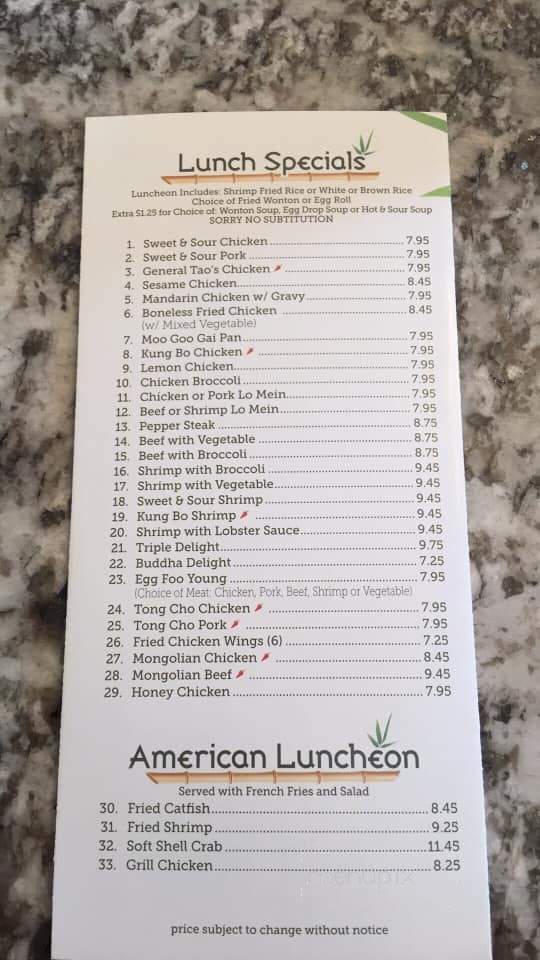 Lunch Specials
Luncheon Includes: Shrimp Fried Rice or White or Brown Rice
Choice of Fried Wonton or Egg Roll
Extra $1.25 for Choice of: Wonton Soup, Egg Drop Soup or Hot & Sour Soup
SORRY NO SUBTITUTION
1. Sweet & Sour Chicken 7.95
2. Sweet & Sour Pork 7.95
3. General Tao's Chicken 7.95
4. Sesame Chicken 8.45
5. Mandarin Chicken w/ Gravy 7.95
6. Boneless Fried Chicken 8.45
(w/ Mixed Vegetable)
7. Moo Goo Gai Pan 7.95
8. Kung Bo Chicken 7.95
9. Lemon Chicken 7.95
10. Chicken Broccoli 7.95
11. Chicken or Pork Lo Mein 7.95
12. Beef or Shrimp Lo Mein 7.95
13. Pepper Steak 8.75
14. Beef with Vegetable 8.75
15. Beef with Broccoli 8.75
16. Shrimp with Broccoli 9.45
17. Shrimp with Vegetable 9.45
18. Sweet & Sour Shrimp 9.45
19. Kung Bo Shrimp 9.45
20. Shrimp with Lobster Sauce 9.45
21. Triple Delight 9.75
22. Buddha Delight 7.25
23. Egg Foo Young 7.95
(Choice of Meat: Chicken, Pork, Beef, Shrimp or Vegetable)
24. Tong Cho Chicken 7.95
25. Tong Cho Pork 7.95
26. Fried Chicken Wings (6) 7.25
27. Mongolian Chicken 8.45
28. Mongolian Beef 9.45
29. Honey Chicken 7.95
American Luncheon
Served with French Fries and Salad
30. Fried Catfish 8.45
31. Fried Shrimp 9.25
32. Soft Shell Crab 11.45
33. Grill Chicken 8.25
menupix
price subject to change without notice